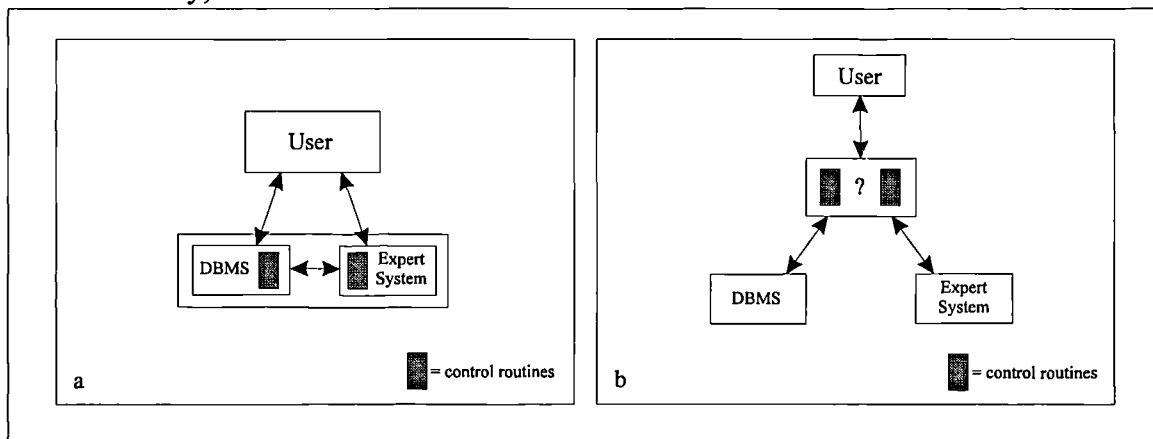 User
DBMS
Expert
System
a
= control routines
User
?
DBMS
Expert
System
b
= control routines